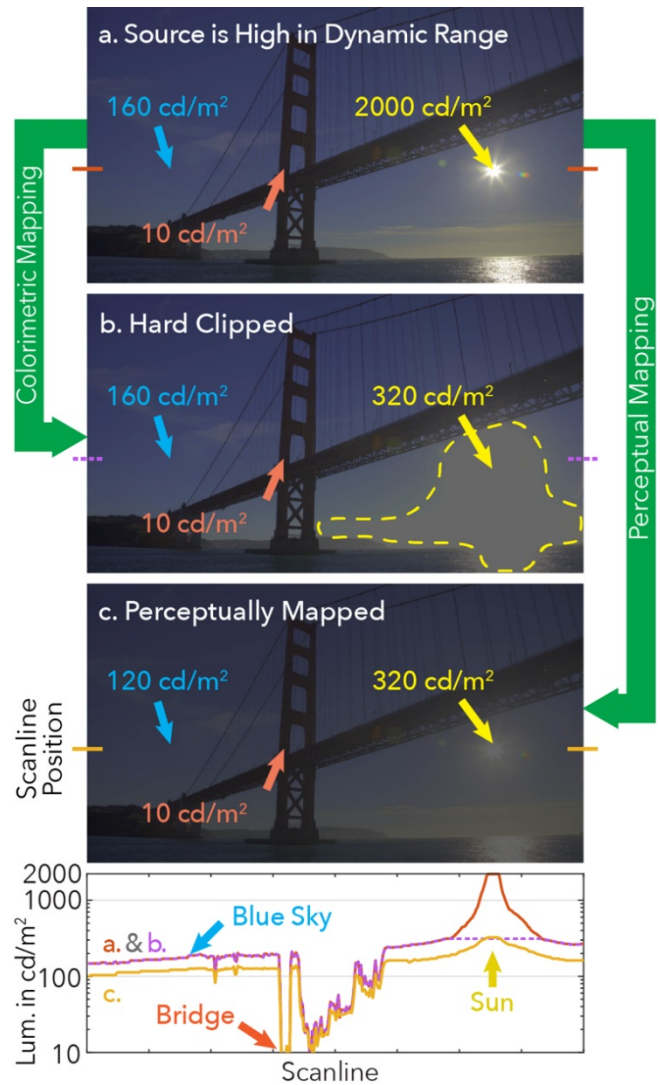 a. Source is High in Dynamic Range
160 cd/m²
2000 cd/m²
10 cd/m²
Colorimetric Mapping
Perceptual Mapping
b. Hard Clipped
160 cd/m²
320 cd/m²
10 cd/m²
c. Perceptually Mapped
120 cd/m²
320 cd/m²
10 cd/m²
Scanline
Position
Lum. in cd/m²
2000
1000
100
10
Blue Sky
a. & b.
c.
Bridge
Sun
Scanline